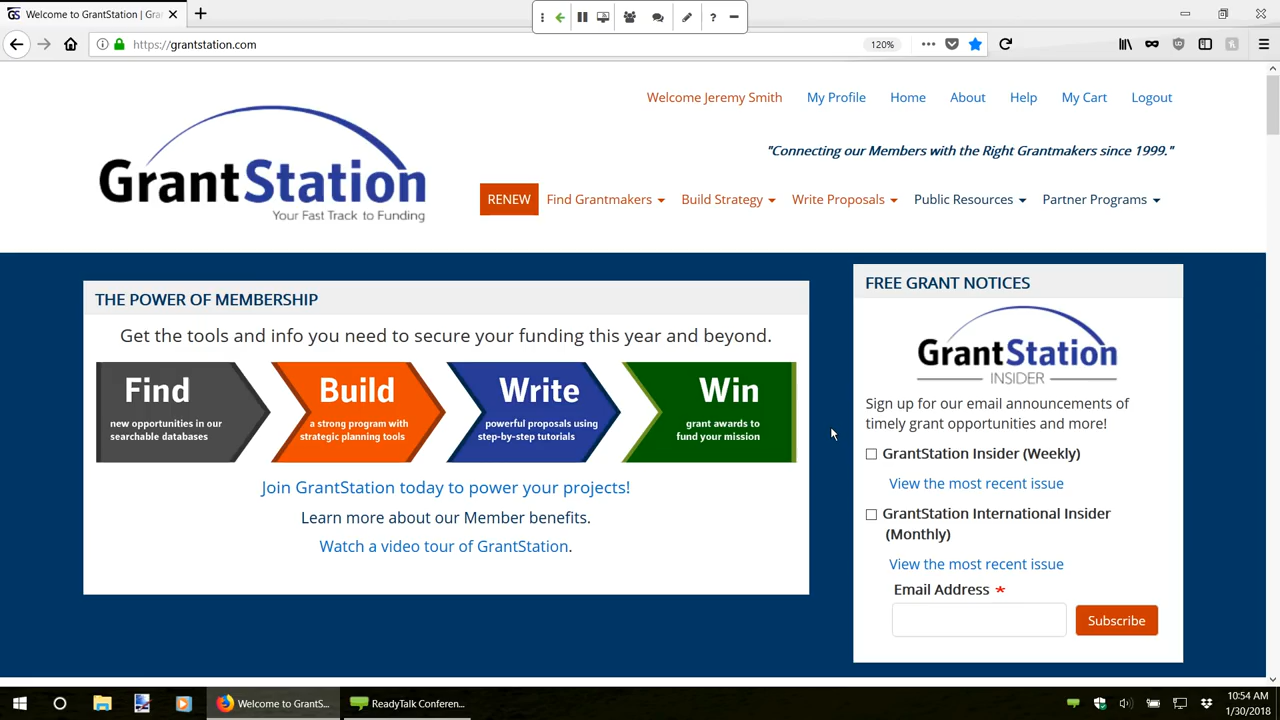 Welcome to GrantStation | Gra
https://grantstation.com
120%
Welcome Jeremy Smith
My Profile
Home
About
Help
My Cart
Logout
GrantStation
Your Fast Track to Funding
"Connecting our Members with the Right Grantmakers since 1999."
RENEW
Find Grantmakers
Build Strategy
Write Proposals
Public Resources
Partner Programs
THE POWER OF MEMBERSHIP
Get the tools and info you need to secure your funding this year and beyond.
Find
new opportunities in our
searchable databases
Build
a strong program with
strategic planning tools
Write
powerful proposals using
step-by-step tutorials
Win
grant awards to
fund your mission
Join GrantStation today to power your projects!
Learn more about our Member benefits.
Watch a video tour of GrantStation.
FREE GRANT NOTICES
GrantStation
INSIDER
Sign up for our email announcements of
timely grant opportunities and more!
GrantStation Insider (Weekly)
View the most recent issue
GrantStation International Insider
(Monthly)
View the most recent issue
Email Address *
Subscribe
Welcome to GrantS...
ReadyTalk Conferen...
10:54 AM
1/30/2018